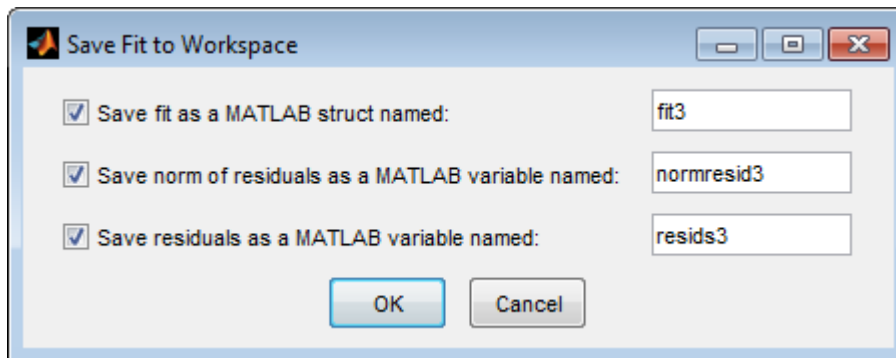 Save Fit to Workspace
Save fit as a MATLAB struct named: fit3
Save norm of residuals as a MATLAB variable named: normresid3
Save residuals as a MATLAB variable named: resids3
OK Cancel